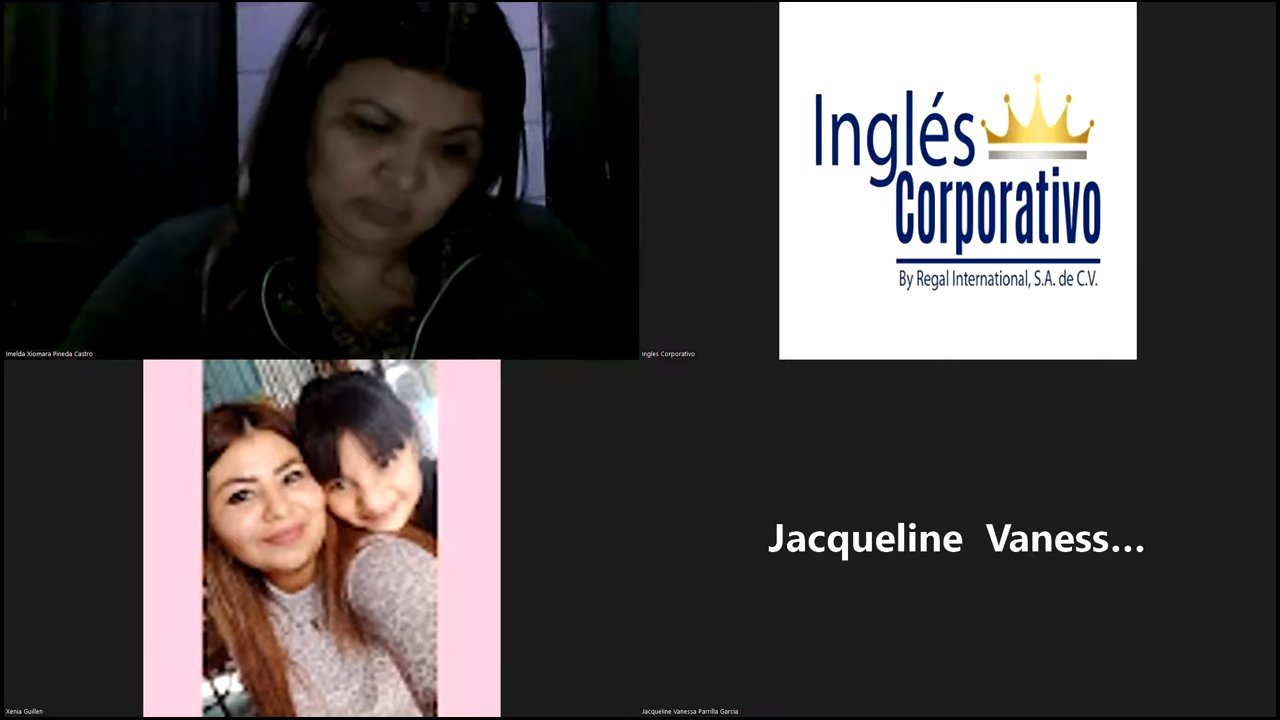 Inglés
Corporativo
By Regal International, S.A. de C.V.
Imelda Xiomara Pineda Castro
Ingles Corporativo
Jacqueline Vaness...
Xenia Guillen
Jacqueline Vanessa Parrilla Garcia